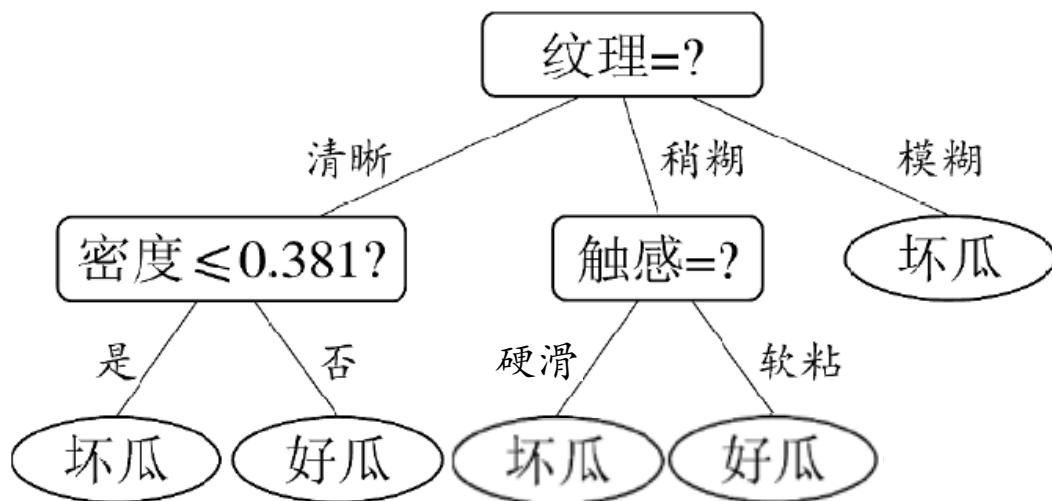 纹理=?
清晰 稍糊 模糊
密度≤0.381? 触感=? 坏瓜
是 否 硬滑 软粘
坏瓜 好瓜 坏瓜 好瓜